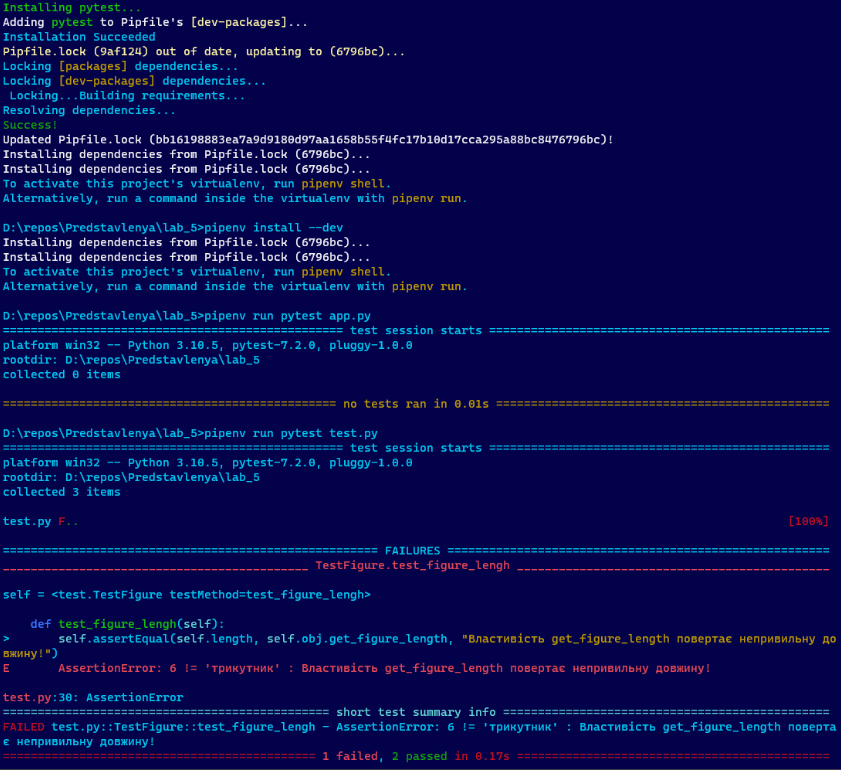 Installing pytest...
Adding pytest to Pipfile's [dev-packages]...
Installation Succeeded
Pipfile.lock (9af124) out of date, updating to (6796bc)...
Locking [packages] dependencies...
Locking [dev-packages] dependencies...
 Locking...Building requirements...
Resolving dependencies...
Success!
Updated Pipfile.lock (bb16198883ea7a9d9180d97aa1658b55f4fc17b10d17cca295a88bc8476796bc)!
Installing dependencies from Pipfile.lock (6796bc)...
Installing dependencies from Pipfile.lock (6796bc)...
To activate this project's virtualenv, run pipenv shell.
Alternatively, run a command inside the virtualenv with pipenv run.
D:\repos\Predstavlenya\lab_5>pipenv install --dev
Installing dependencies from Pipfile.lock (6796bc)...
Installing dependencies from Pipfile.lock (6796bc)...
To activate this project's virtualenv, run pipenv shell.
Alternatively, run a command inside the virtualenv with pipenv run.
D:\repos\Predstavlenya\lab_5>pipenv run pytest app.py
================================================= test session starts =================================================
platform win32 -- Python 3.10.5, pytest-7.2.0, pluggy-1.0.0
rootdir: D:\repos\Predstavlenya\lab_5
collected 0 items
================================================ no tests ran in 0.01s ================================================
D:\repos\Predstavlenya\lab_5>pipenv run pytest test.py
================================================= test session starts =================================================
platform win32 -- Python 3.10.5, pytest-7.2.0, pluggy-1.0.0
rootdir: D:\repos\Predstavlenya\lab_5
collected 3 items
test.py F.. [100%]
====================================================== FAILURES =======================================================
____________________________________________ TestFigure.test_figure_lengh _____________________________________________
self = <test.TestFigure testMethod=test_figure_lengh>
    def test_figure_lengh(self):
>       self.assertEqual(self.length, self.obj.get_figure_length, "Властивість get_figure_length повертає неприvильну до
вжину!")
E       AssertionError: 6 != 'трикутник' : Властивість get_figure_length повертає неправильну довжину!
test.py:30: AssertionError
=============================================== short test summary info ===============================================
FAILED test.py::TestFigure::test_figure_lengh - AssertionError: 6 != 'трикутник' : Властивість get_figure_length поверта
є неправильну довжину!
============================================= 1 failed, 2 passed in 0.17s =============================================